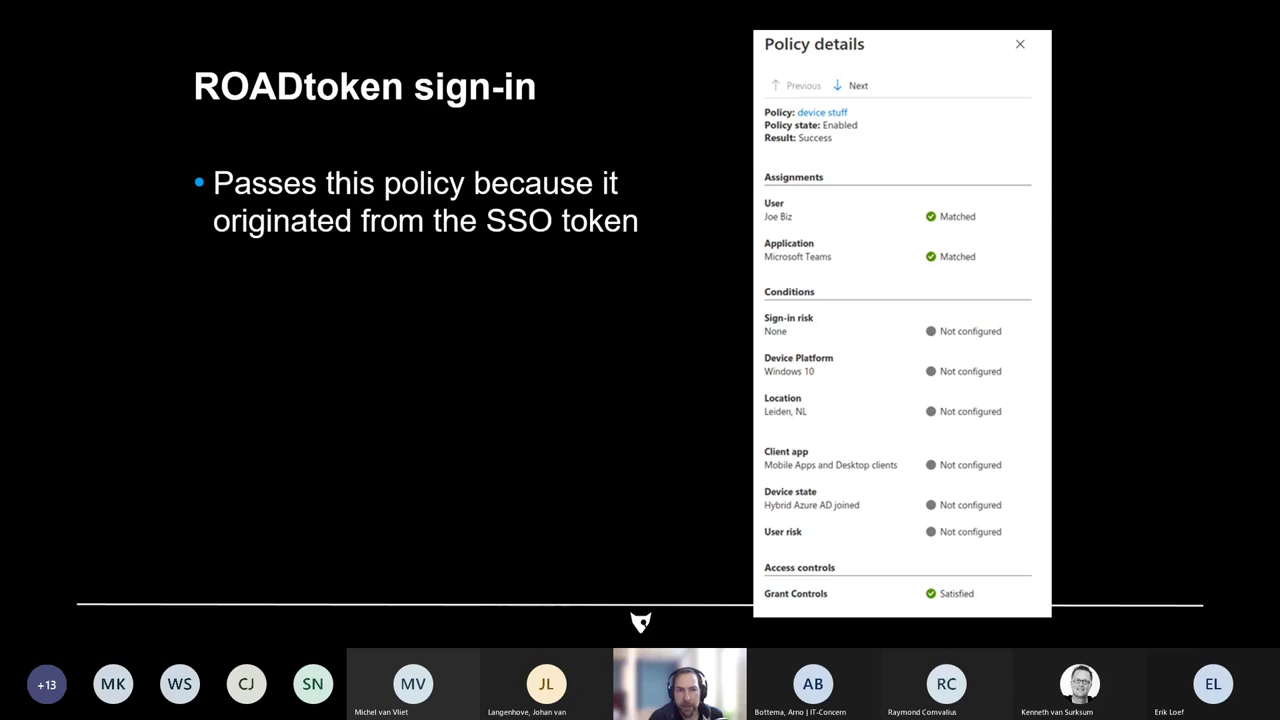 ROADtoken sign-in
• Passes this policy because it
originated from the SSO token
Policy details
Previous Next
Policy: device stuff
Policy state: Enabled
Result: Success
Assignments
User
Joe Biz Matched
Application
Microsoft Teams Matched
Conditions
Sign-in risk
None Not configured
Device Platform
Windows 10 Not configured
Location
Leiden, NL Not configured
Client app
Mobile Apps and Desktop clients Not configured
Device state
Hybrid Azure AD joined Not configured
User risk Not configured
Access controls
Grant Controls Satisfied
+13 MK WS CJ SN MV JL AB RC EL
Michel van Vliet Langenhove, Johan van Bottema, Arno | IT-Concern Raymond Comvalius Kenneth van Surksum Erik Loef